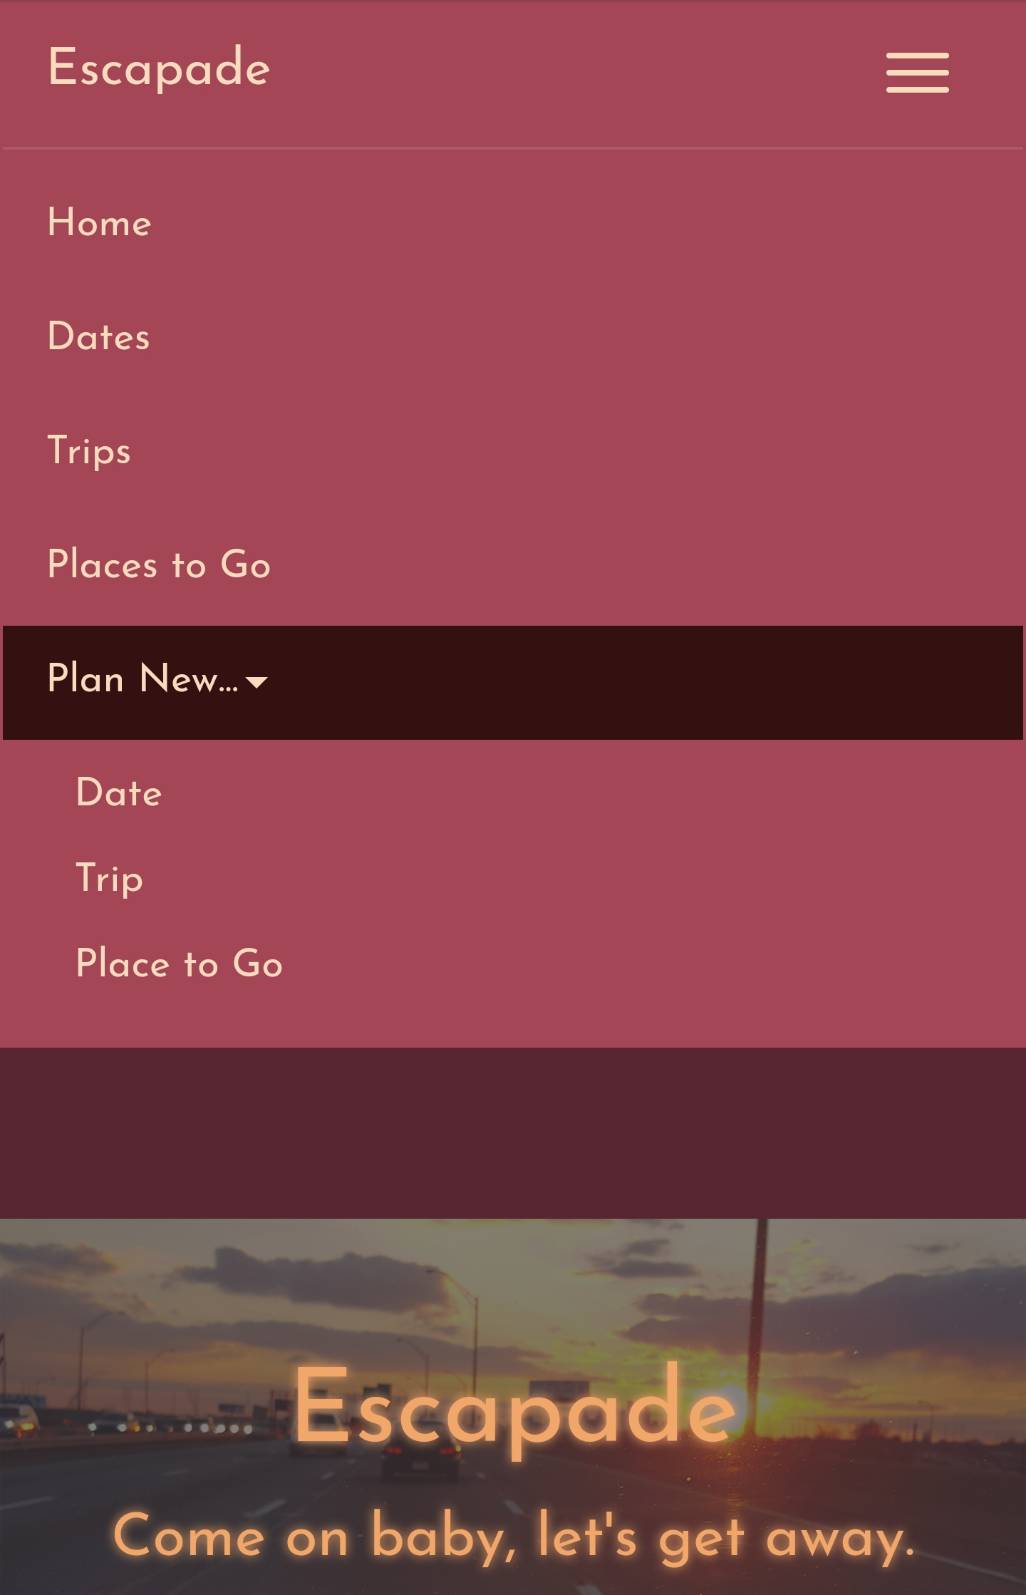 Escapade
Home
Dates
Trips
Places to Go
Plan New...
Date
Trip
Place to Go
Escapade
Come on baby, let's get away.